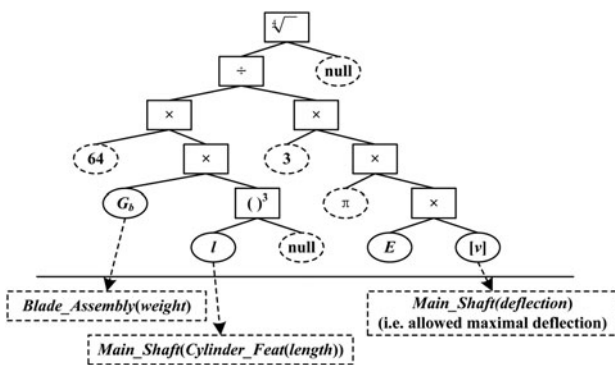 ∜
÷ null
× ×
64 × 3 ×
G_b ( )³ π ×
l null E [v]
Blade_Assembly(weight)
Main_Shaft(deflection)
(i.e. allowed maximal deflection)
Main_Shaft(Cylinder_Feat(length))